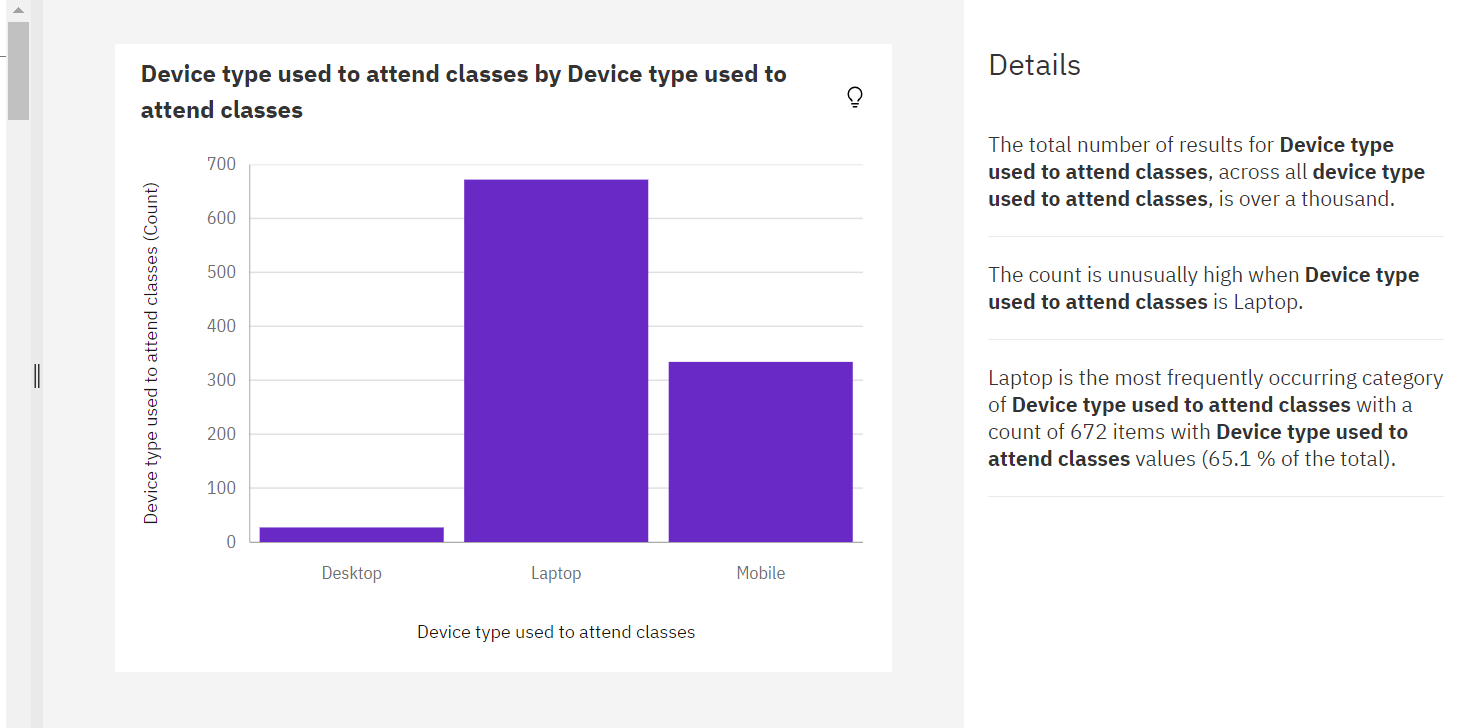 Device type used to attend classes by Device type used to
attend classes
Device type used to attend classes (Count)
700
600
500
400
300
200
100
0
Desktop Laptop Mobile
Device type used to attend classes
Details
The total number of results for Device type
used to attend classes, across all device type
used to attend classes, is over a thousand.
The count is unusually high when Device type
used to attend classes is Laptop.
Laptop is the most frequently occurring category
of Device type used to attend classes with a
count of 672 items with Device type used to
attend classes values (65.1 % of the total).